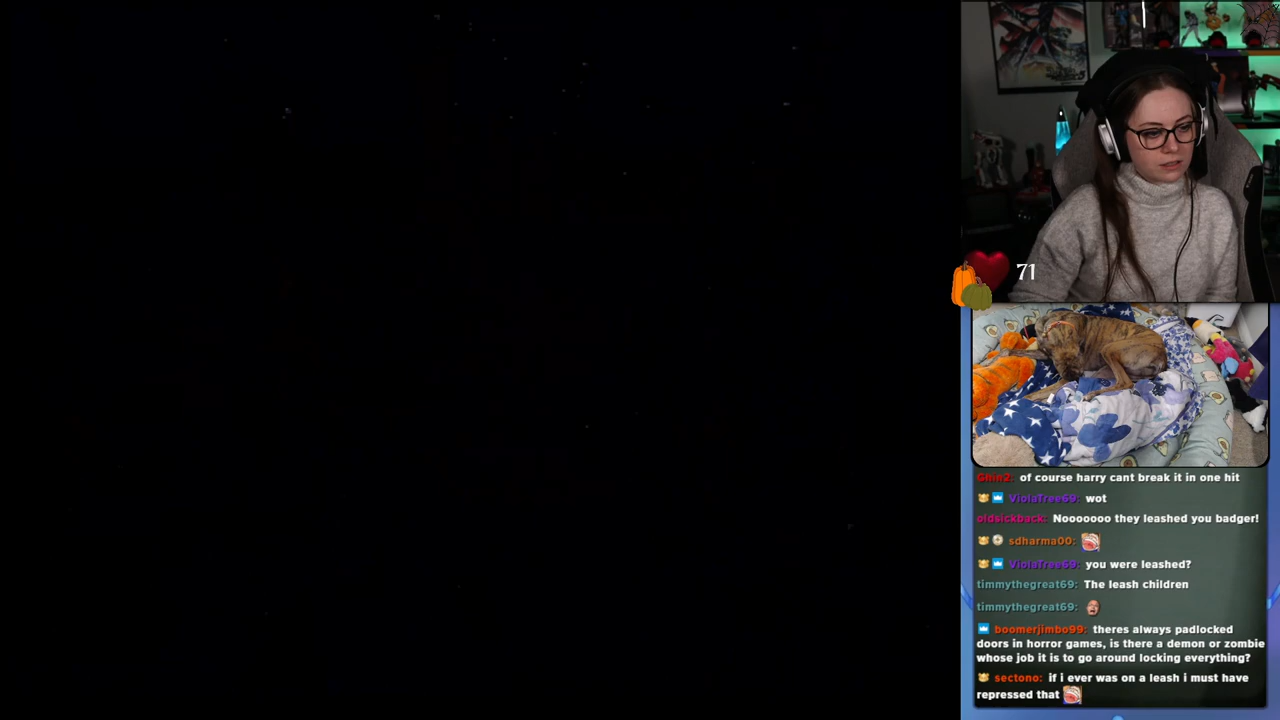 71
Ghin2: of course harry cant break it in one hit
ViolaTree69: wot
oldsickback: Nooooooo they leashed you badger!
sdharma00:
ViolaTree69: you were leashed?
timmythegreat69: The leash children
timmythegreat69:
boomerjimbo99: theres always padlocked
doors in horror games, is there a demon or zombie
whose job it is to go around locking everything?
sectono: if i ever was on a leash i must have
repressed that